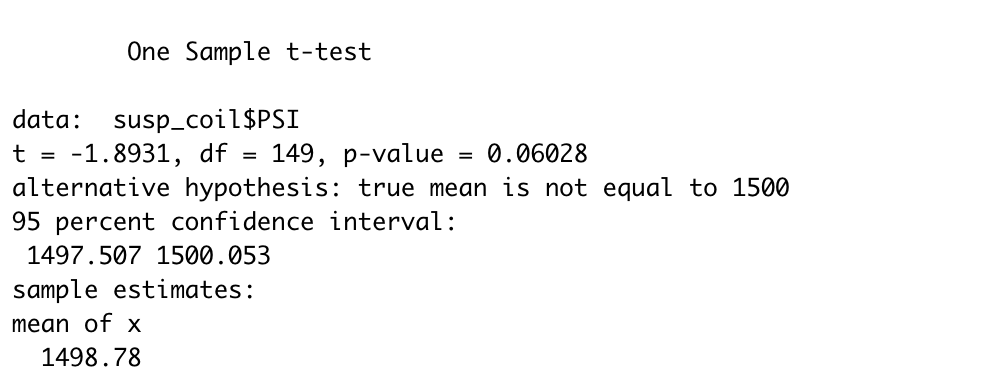 One Sample t-test
data:  susp_coil$PSI
t = -1.8931, df = 149, p-value = 0.06028
alternative hypothesis: true mean is not equal to 1500
95 percent confidence interval:
1497.507 1500.053
sample estimates:
mean of x
1498.78